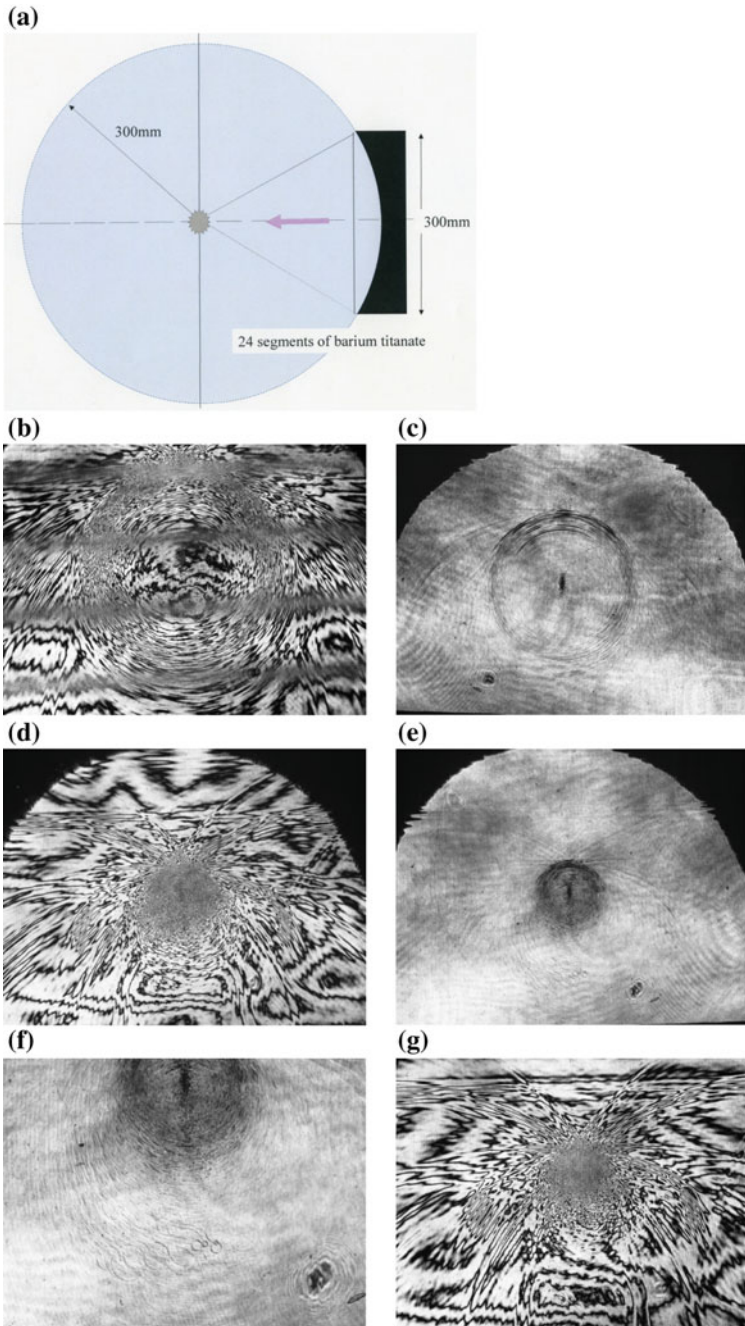 (a)
300mm
300mm
24 segments of barium titanate
(b)
(c)
(d)
(e)
(f)
(g)